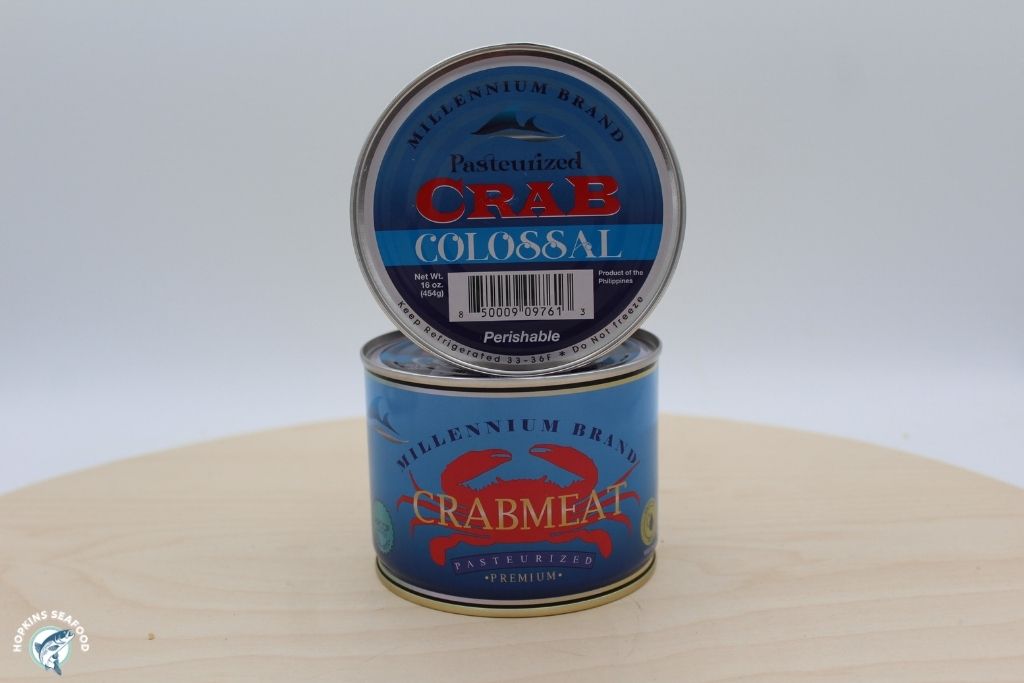 MILLENNIUM BRAND
Pasteurized
CRAB
COLOSSAL
Net Wt.
16 oz.
(454g)
Product of the
Philippines
8 50009 09761 3
Perishable
Keep Refrigerated 33-36F * Do Not freeze
MILLENNIUM BRAND
CRABMEAT
PASTEURIZED
•PREMIUM•
HOPKINS SEAFOOD